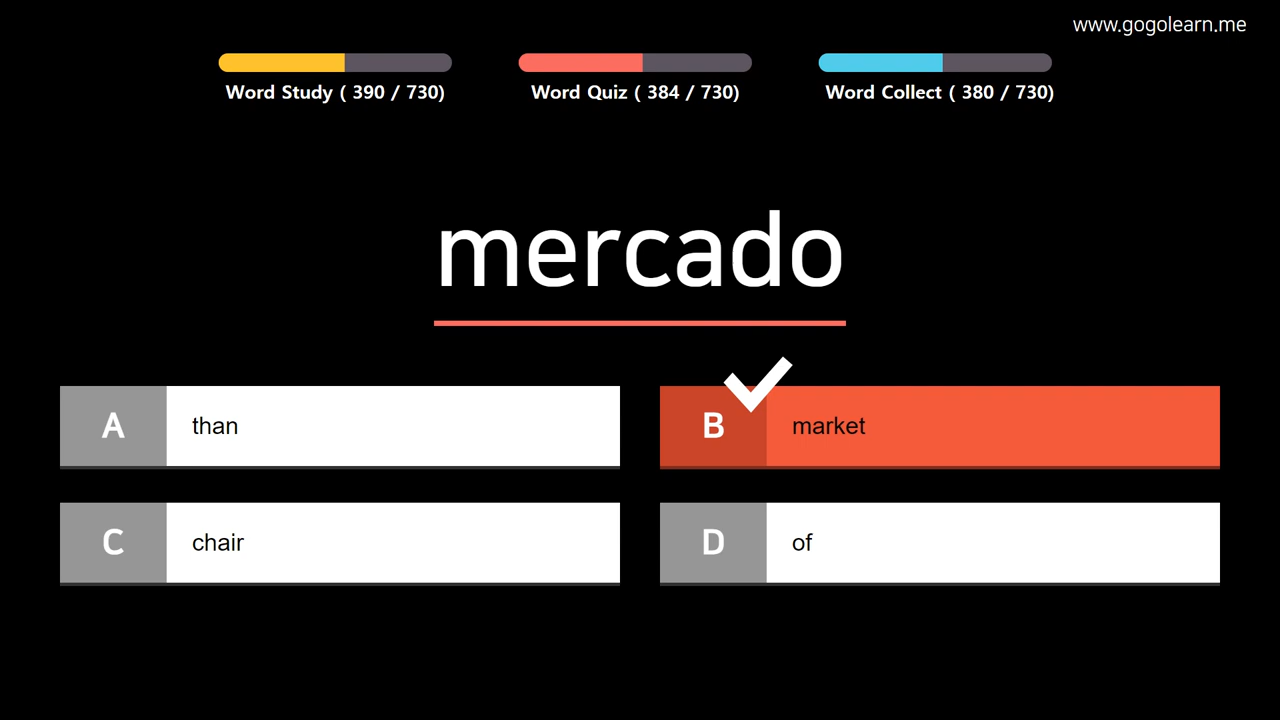 www.gogolearn.me
Word Study ( 390 / 730)
Word Quiz ( 384 / 730)
Word Collect ( 380 / 730)
mercado
A than
B market
C chair
D of